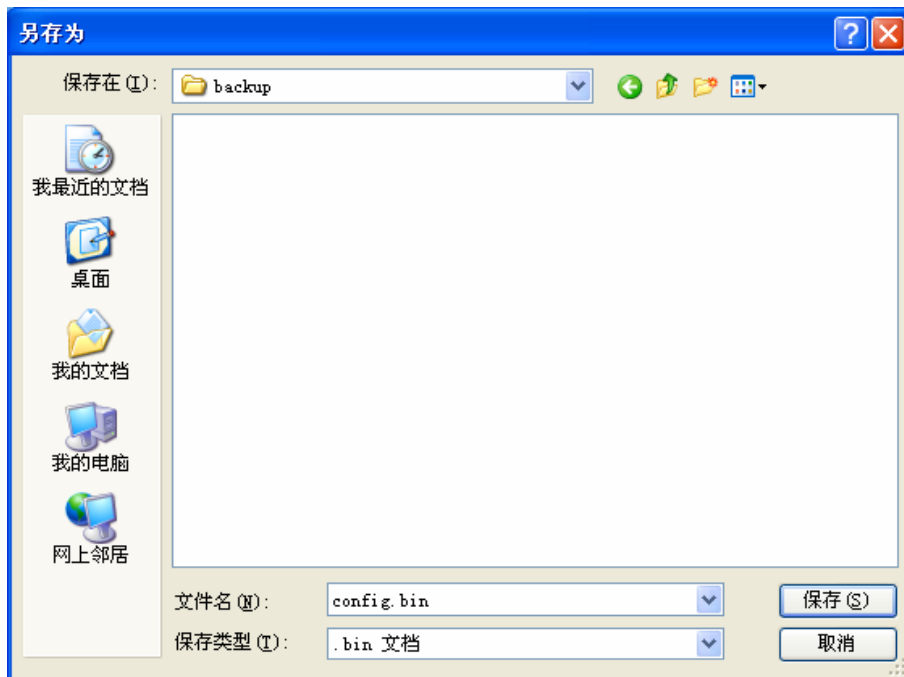 另存为
保存在(I):
backup
我最近的文档
桌面
我的文档
我的电脑
网上邻居
文件名(N):
config.bin
保存(S)
保存类型(T):
.bin 文档
取消